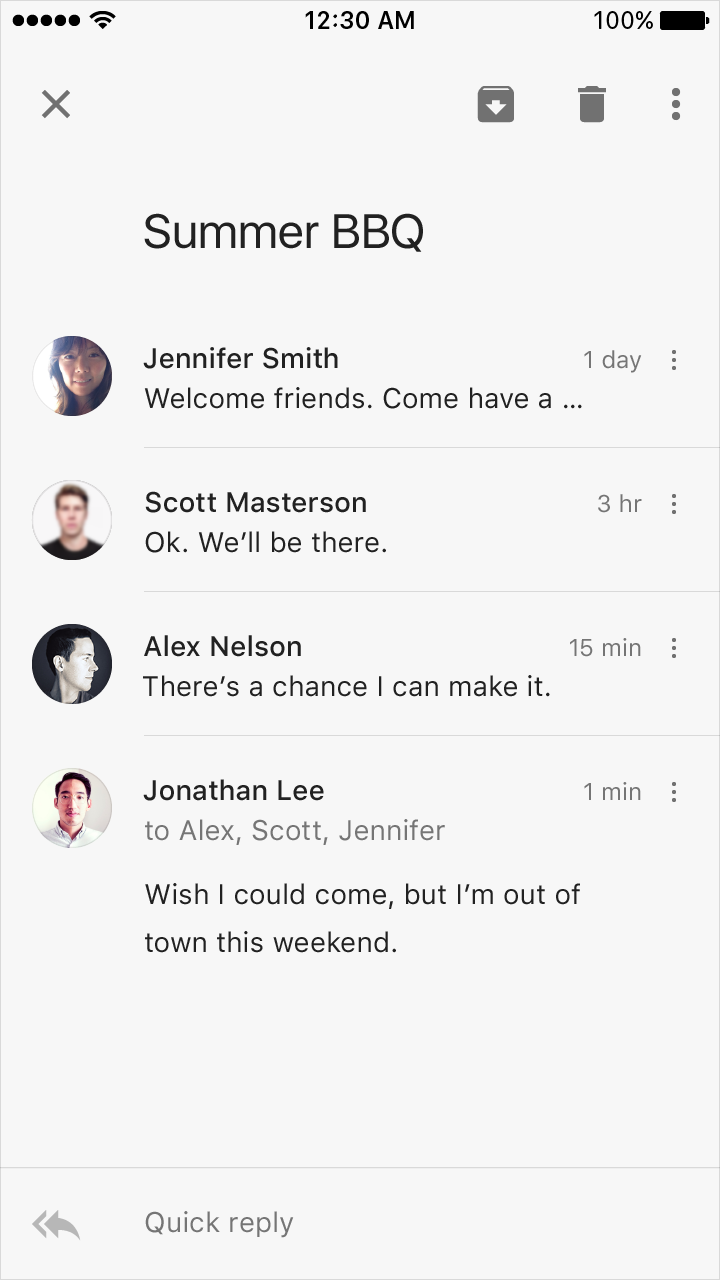 12:30 AM
100%
Summer BBQ
Jennifer Smith
1 day
Welcome friends. Come have a ...
Scott Masterson
3 hr
Ok. We’ll be there.
Alex Nelson
15 min
There’s a chance I can make it.
Jonathan Lee
1 min
to Alex, Scott, Jennifer
Wish I could come, but I’m out of
town this weekend.
Quick reply